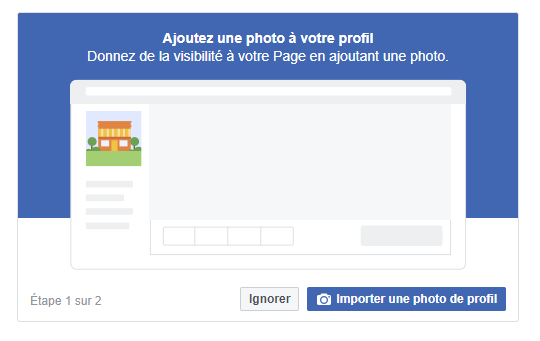 Ajoutez une photo à votre profil
Donnez de la visibilité à votre Page en ajoutant une photo.
Étape 1 sur 2
Ignorer
Importer une photo de profil